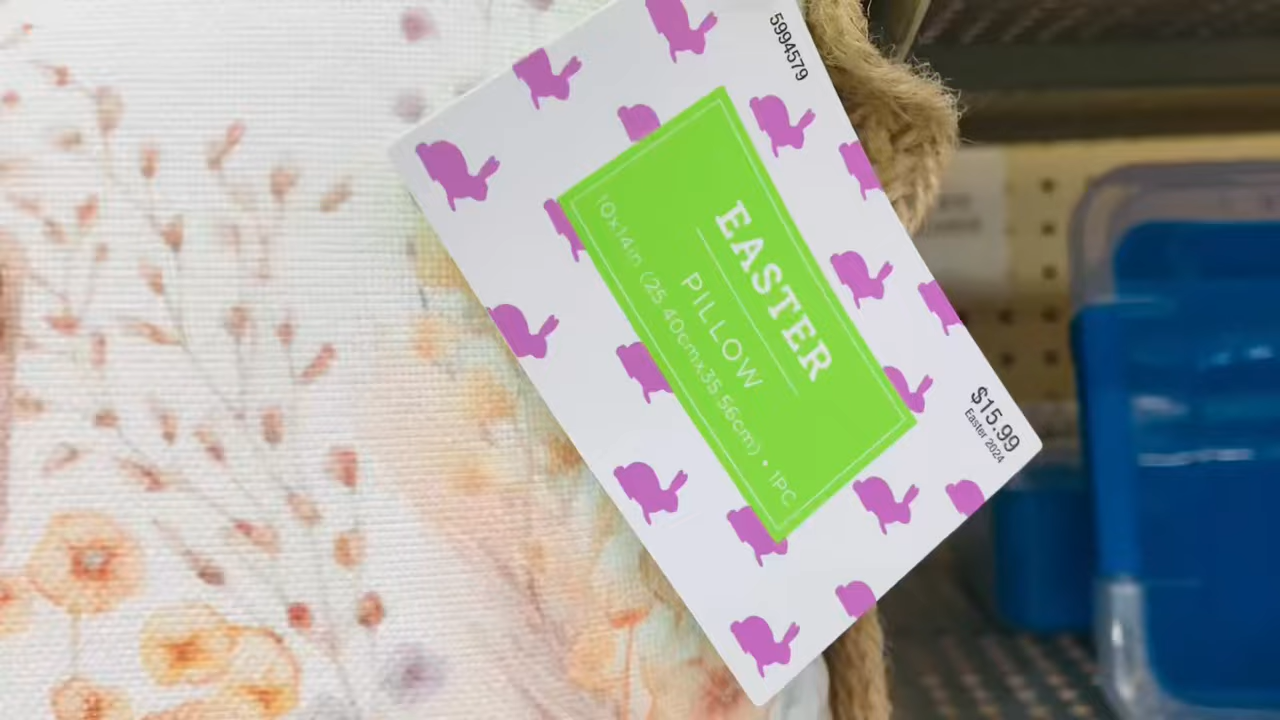 5994579
EASTER
PILLOW
10x14in (25.40cmx35.56cm) • 1PC
$15.99
Easter 2024